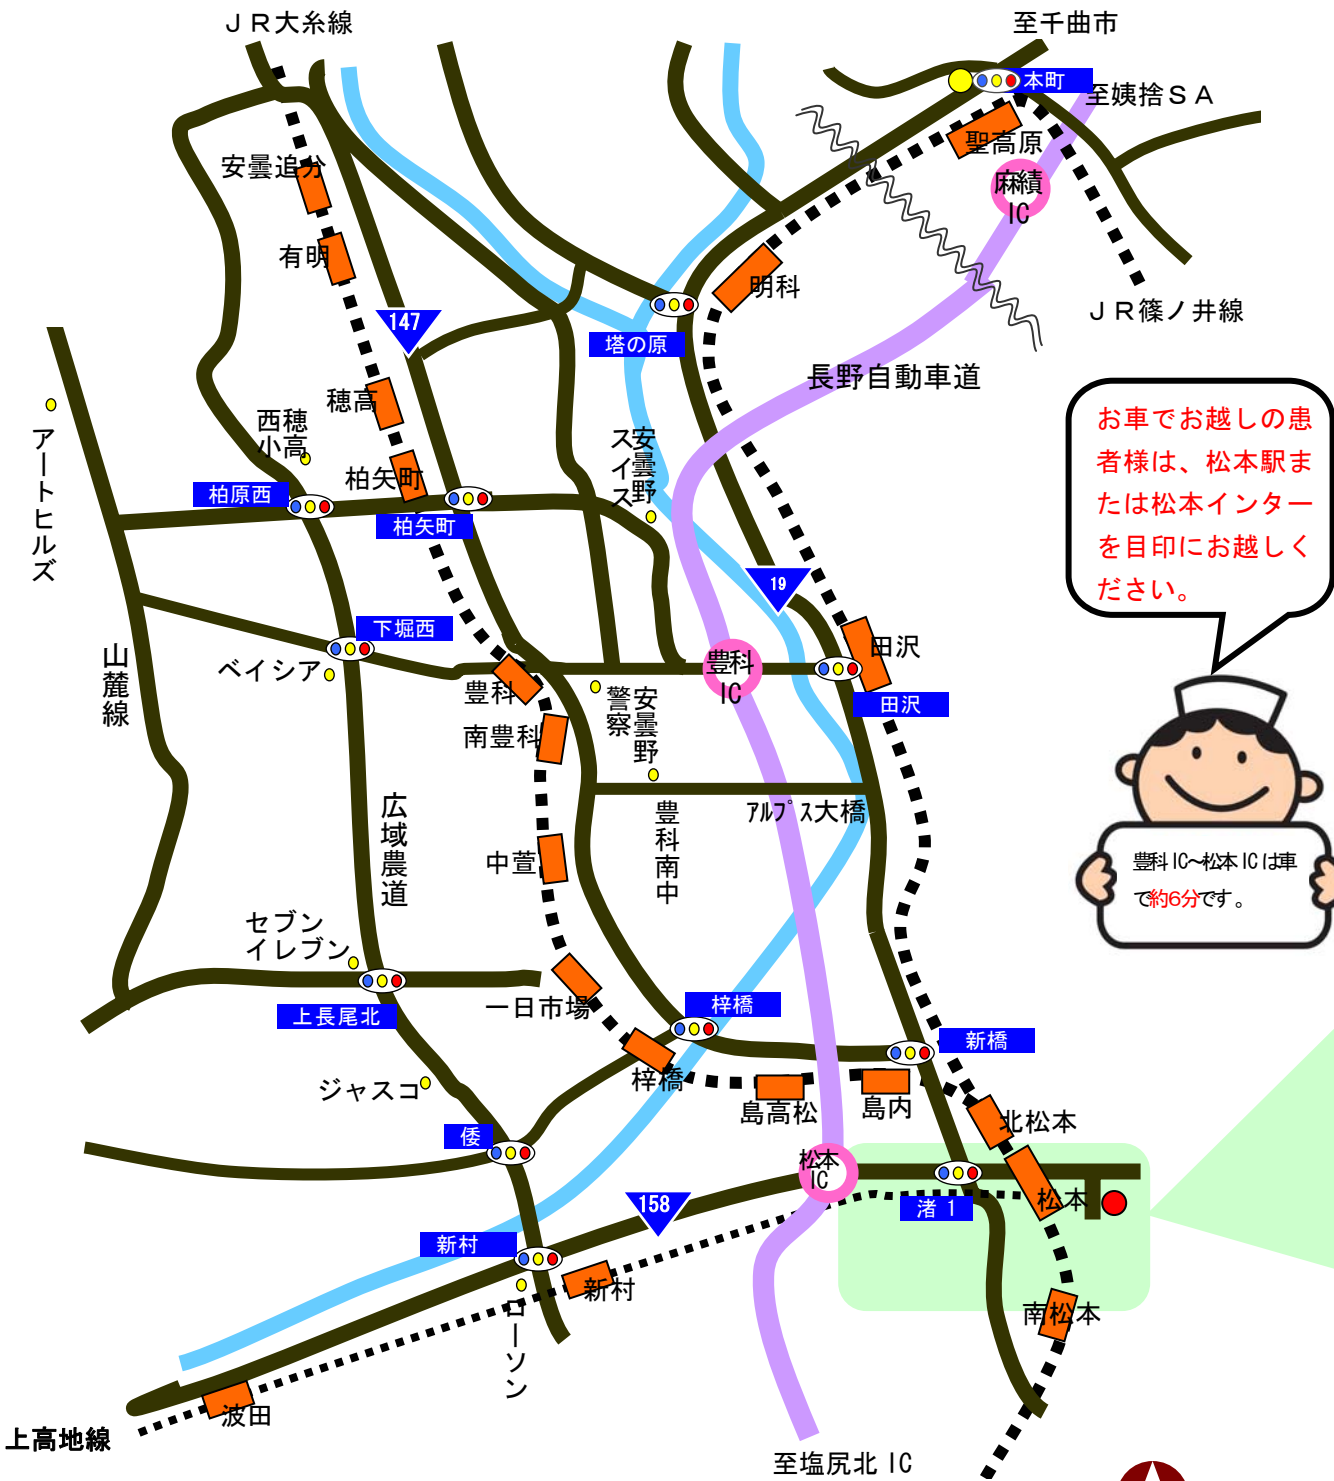 ＪＲ大糸線
至千曲市
本町
至姨捨ＳＡ
聖高原
麻績
IC
安曇追分
有明
明科
ＪＲ篠ノ井線
147
塔の原
長野自動車道
穂高
アートヒルズ
西穂
小高
柏矢町
安曇野
スイス
柏原西
柏矢町
お車でお越しの患
者様は、松本駅ま
たは松本インター
を目印にお越しく
ださい。
19
下堀西
ベイシア
山麓線
豊科
豊科
IC
田沢
田沢
南豊科
安曇野
警察
広域農道
豊科南中
アルプス大橋
中萱
豊科IC~松本ICは車
で約6分です。
セブン
イレブン
上長尾北
一日市場
梓橋
新橋
ジャスコ
梓橋
島高松
島内
北松本
倭
松本
IC
渚1
松本
158
新村
新村
ローソン
南松本
波田
上高地線
至塩尻北 IC